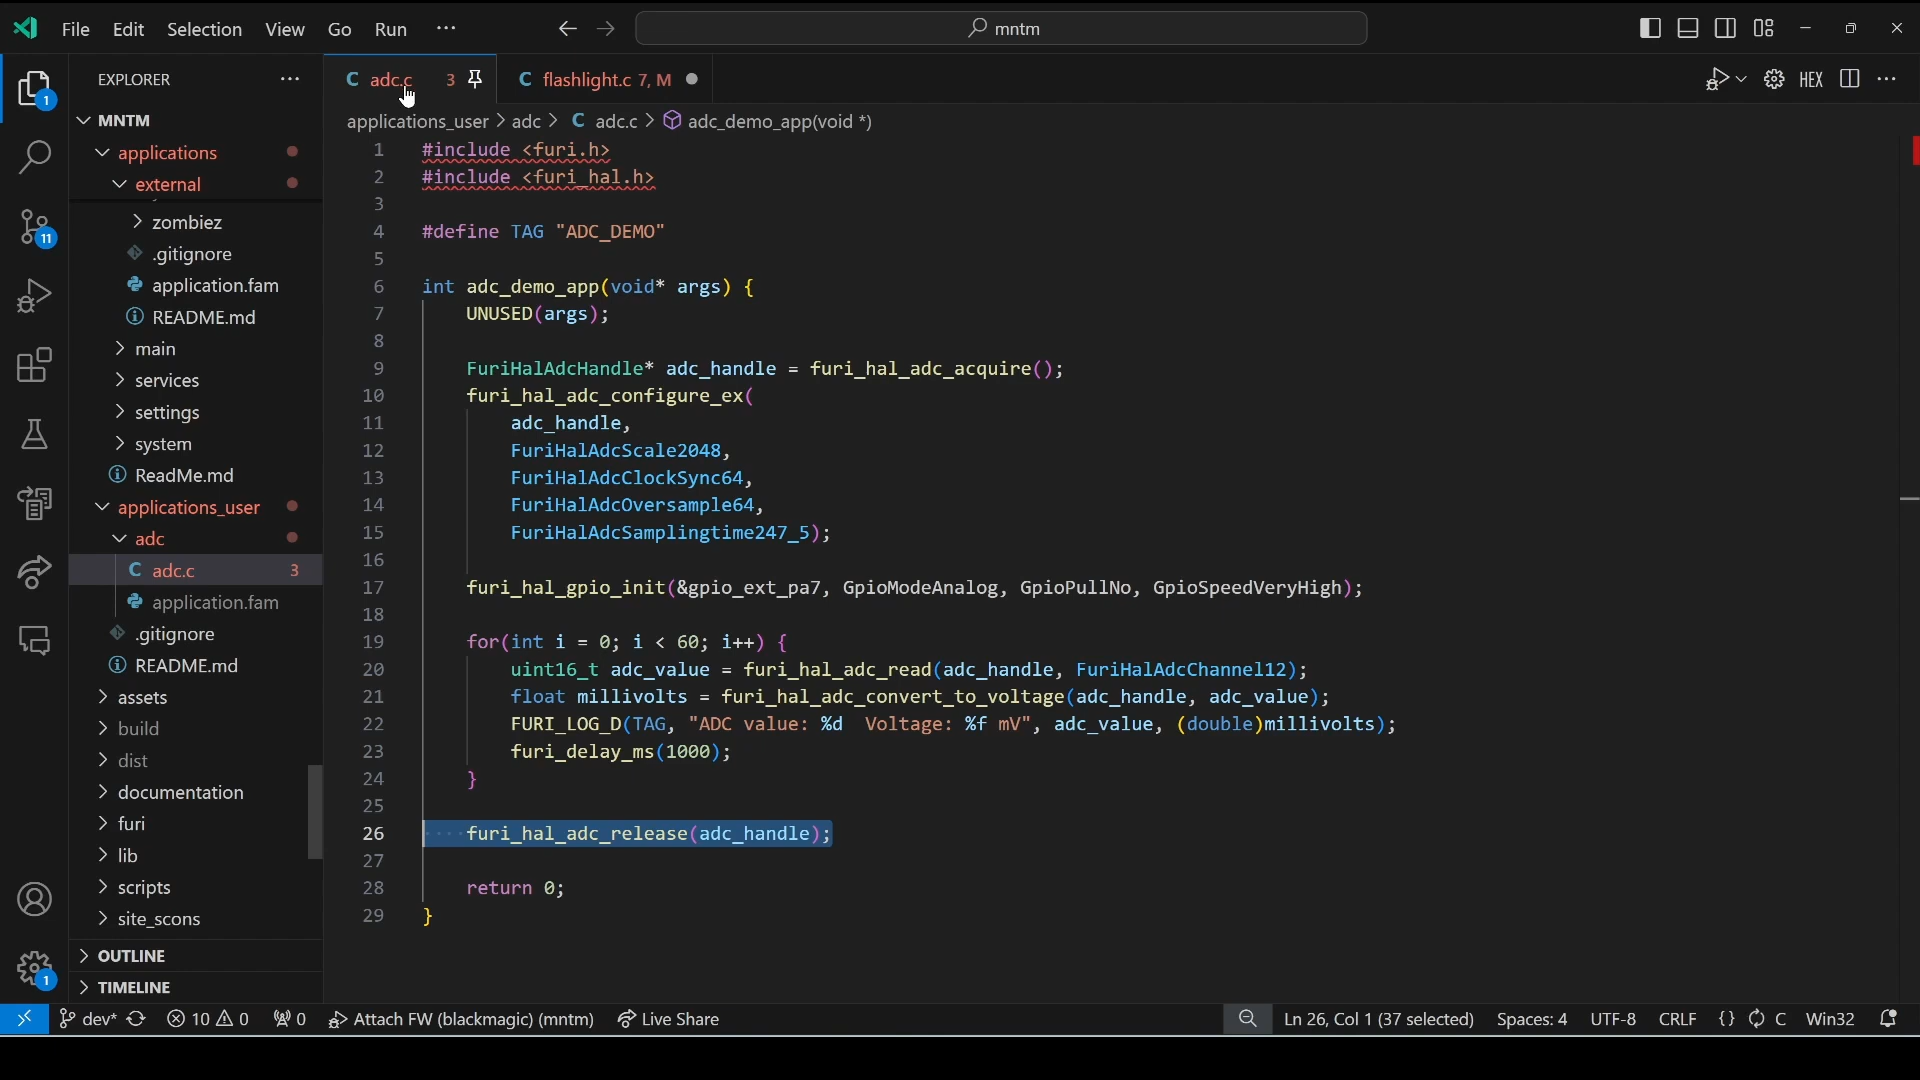 File Edit Selection View Go Run ··· mntm
EXPLORER ···
C adc.c 3 C flashlight.c 7, M HEX ···
applications_user > adc > C adc.c > adc_demo_app(void *)
MNTM
applications
external
zombiez
.gitignore
application.fam
README.md
main
services
settings
system
ReadMe.md
applications_user
adc
C adc.c 3
application.fam
.gitignore
README.md
assets
build
dist
documentation
furi
lib
scripts
site_scons
OUTLINE
TIMELINE
1
11
1
1 #include <furi.h>
2 #include <furi_hal.h>
3
4 #define TAG "ADC_DEMO"
5
6 int adc_demo_app(void* args) {
7 UNUSED(args);
8
9 FuriHalAdcHandle* adc_handle = furi_hal_adc_acquire();
10 furi_hal_adc_configure_ex(
11 adc_handle,
12 FuriHalAdcScale2048,
13 FuriHalAdcClockSync64,
14 FuriHalAdcOversample64,
15 FuriHalAdcSamplingtime247_5);
16
17 furi_hal_gpio_init(&gpio_ext_pa7, GpioModeAnalog, GpioPullNo, GpioSpeedVeryHigh);
18
19 for(int i = 0; i < 60; i++) {
20 uint16_t adc_value = furi_hal_adc_read(adc_handle, FuriHalAdcChannel12);
21 float millivolts = furi_hal_adc_convert_to_voltage(adc_handle, adc_value);
22 FURI_LOG_D(TAG, "ADC value: %d  Voltage: %f mV", adc_value, (double)millivolts);
23 furi_delay_ms(1000);
24 }
25
26 ····furi_hal_adc_release(adc_handle);
27
28 return 0;
29 }
dev* 10 0 0 Attach FW (blackmagic) (mntm) Live Share Ln 26, Col 1 (37 selected) Spaces: 4 UTF-8 CRLF {} C Win32